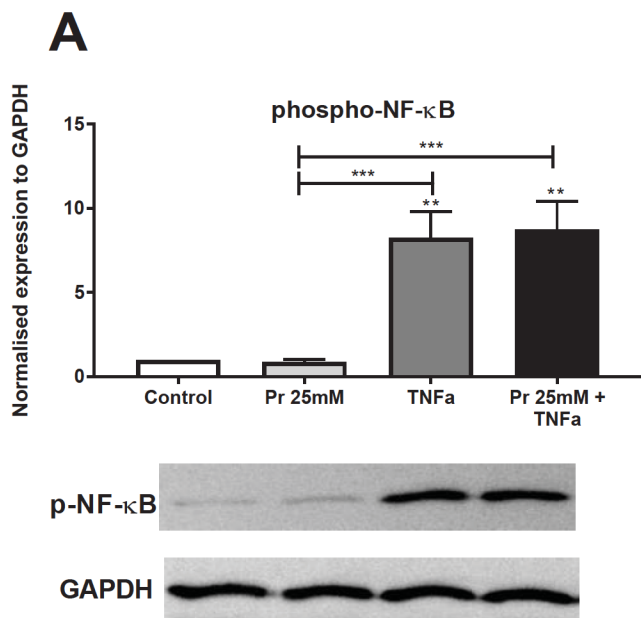 A
phospho-NF-κB
Normalised expression to GAPDH
15
10
5
0
***
***
**
**
Control
Pr 25mM
TNFa
Pr 25mM +
TNFa
p-NF-κB
GAPDH